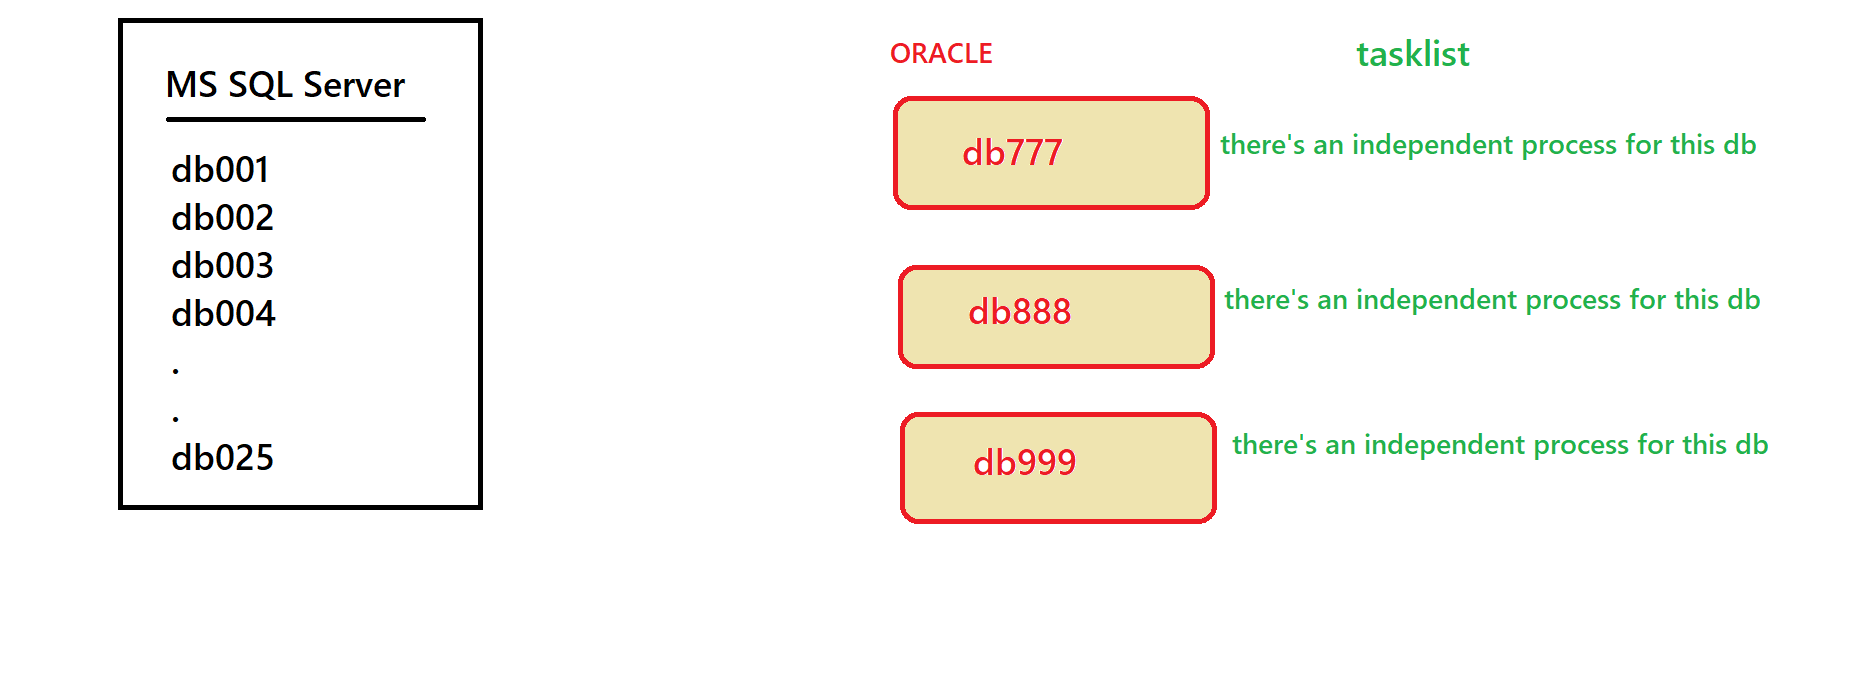 MS SQL Server
db001
db002
db003
db004
.
.
db025
ORACLE
tasklist
db777
there's an independent process for this db
db888
there's an independent process for this db
db999
there's an independent process for this db